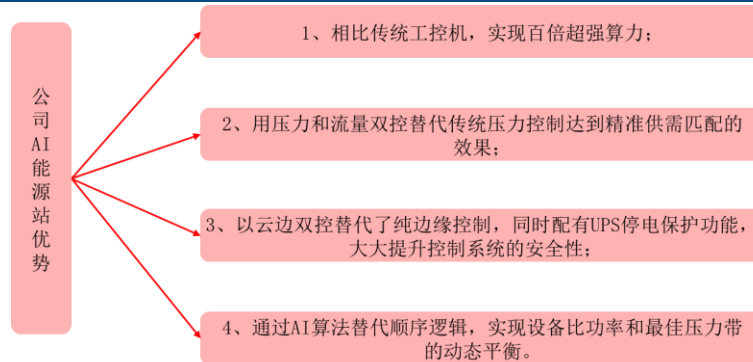 公司AI能源站优势
1、相比传统工控机，实现百倍超强算力；
2、用压力和流量双控替代传统压力控制达到精准供需匹配的
效果；
3、以云边双控替代了纯边缘控制，同时配有UPS停电保护功能，
大大提升控制系统的安全性；
4、通过AI算法替代顺序逻辑，实现设备比功率和最佳压力带
的动态平衡。